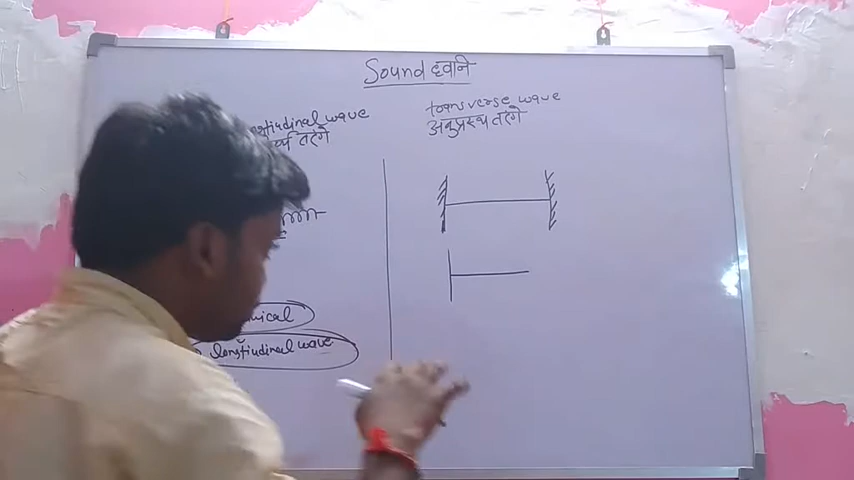 Sound ध्वनि
longitudinal wave
तरंगे
transverse wave
अनुप्रस्थ तरंगे
longitudinal wave